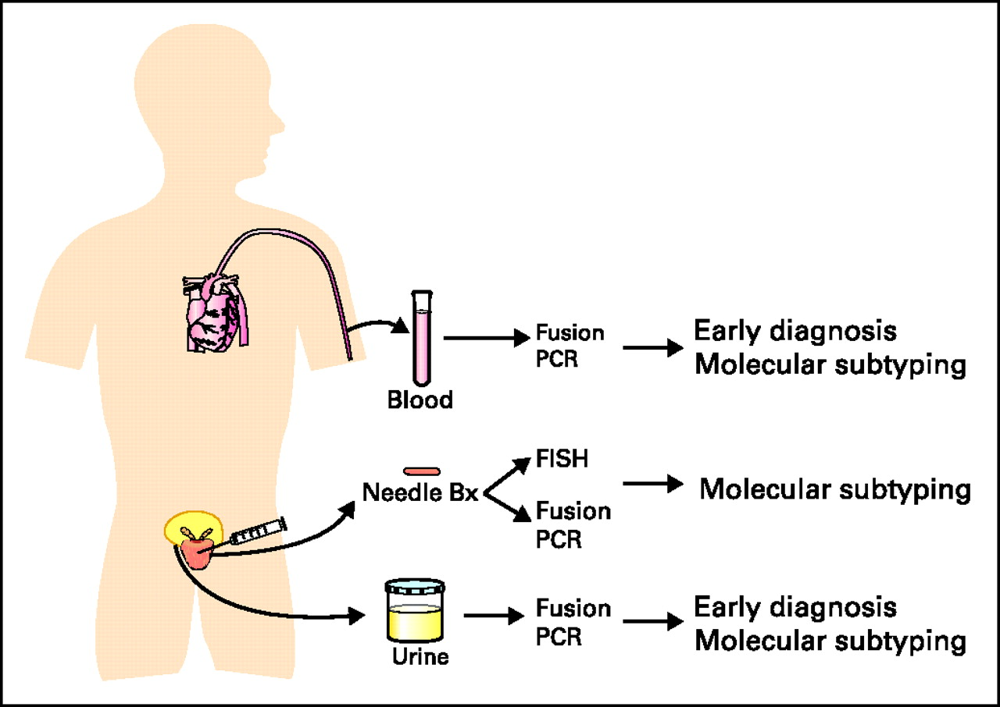 Blood
Fusion
PCR
Early diagnosis
Molecular subtyping
Needle Bx
FISH
Fusion
PCR
Molecular subtyping
Urine
Fusion
PCR
Early diagnosis
Molecular subtyping